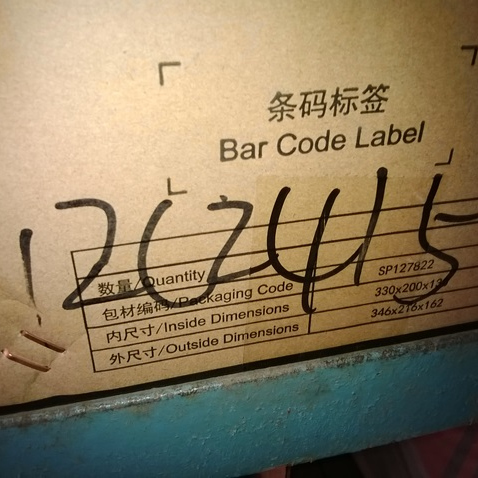 条码标签
Bar Code Label
1262415
数量/Quantity
包材编码/Packaging Code SP127822
内尺寸/Inside Dimensions 330x200x1
外尺寸/Outside Dimensions 346x216x162